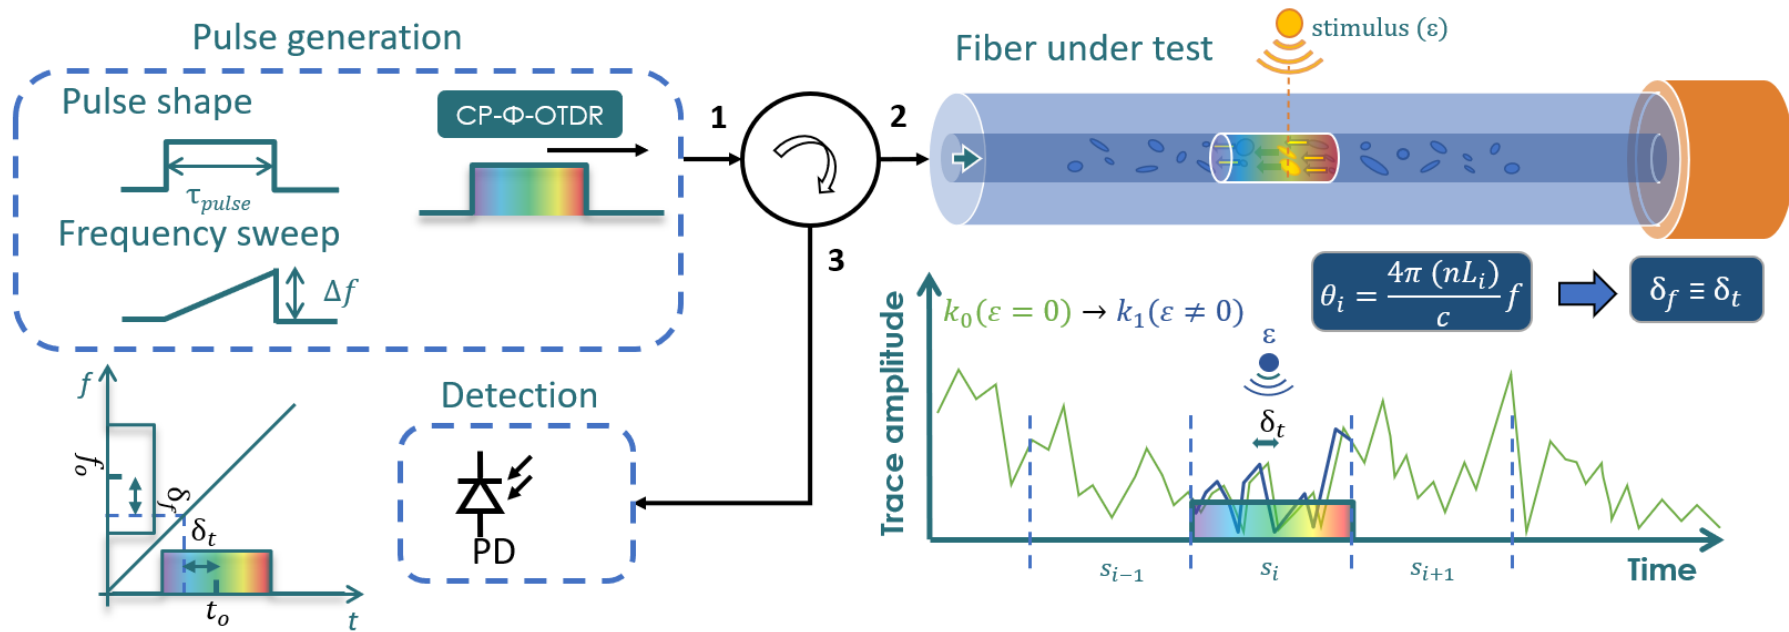 Pulse generation
Pulse shape
τ_pulse
Frequency sweep
Δf
CP-Φ-OTDR
1
2
3
Fiber under test
stimulus (ε)
θ_i = 4π (nL_i) / c f
δ_f ≡ δ_t
f
f_o
δ_f
δ_t
t_o
t
Detection
PD
Trace amplitude
k_0(ε = 0) → k_1(ε ≠ 0)
ε
δ_t
s_{i−1}
s_i
s_{i+1}
Time